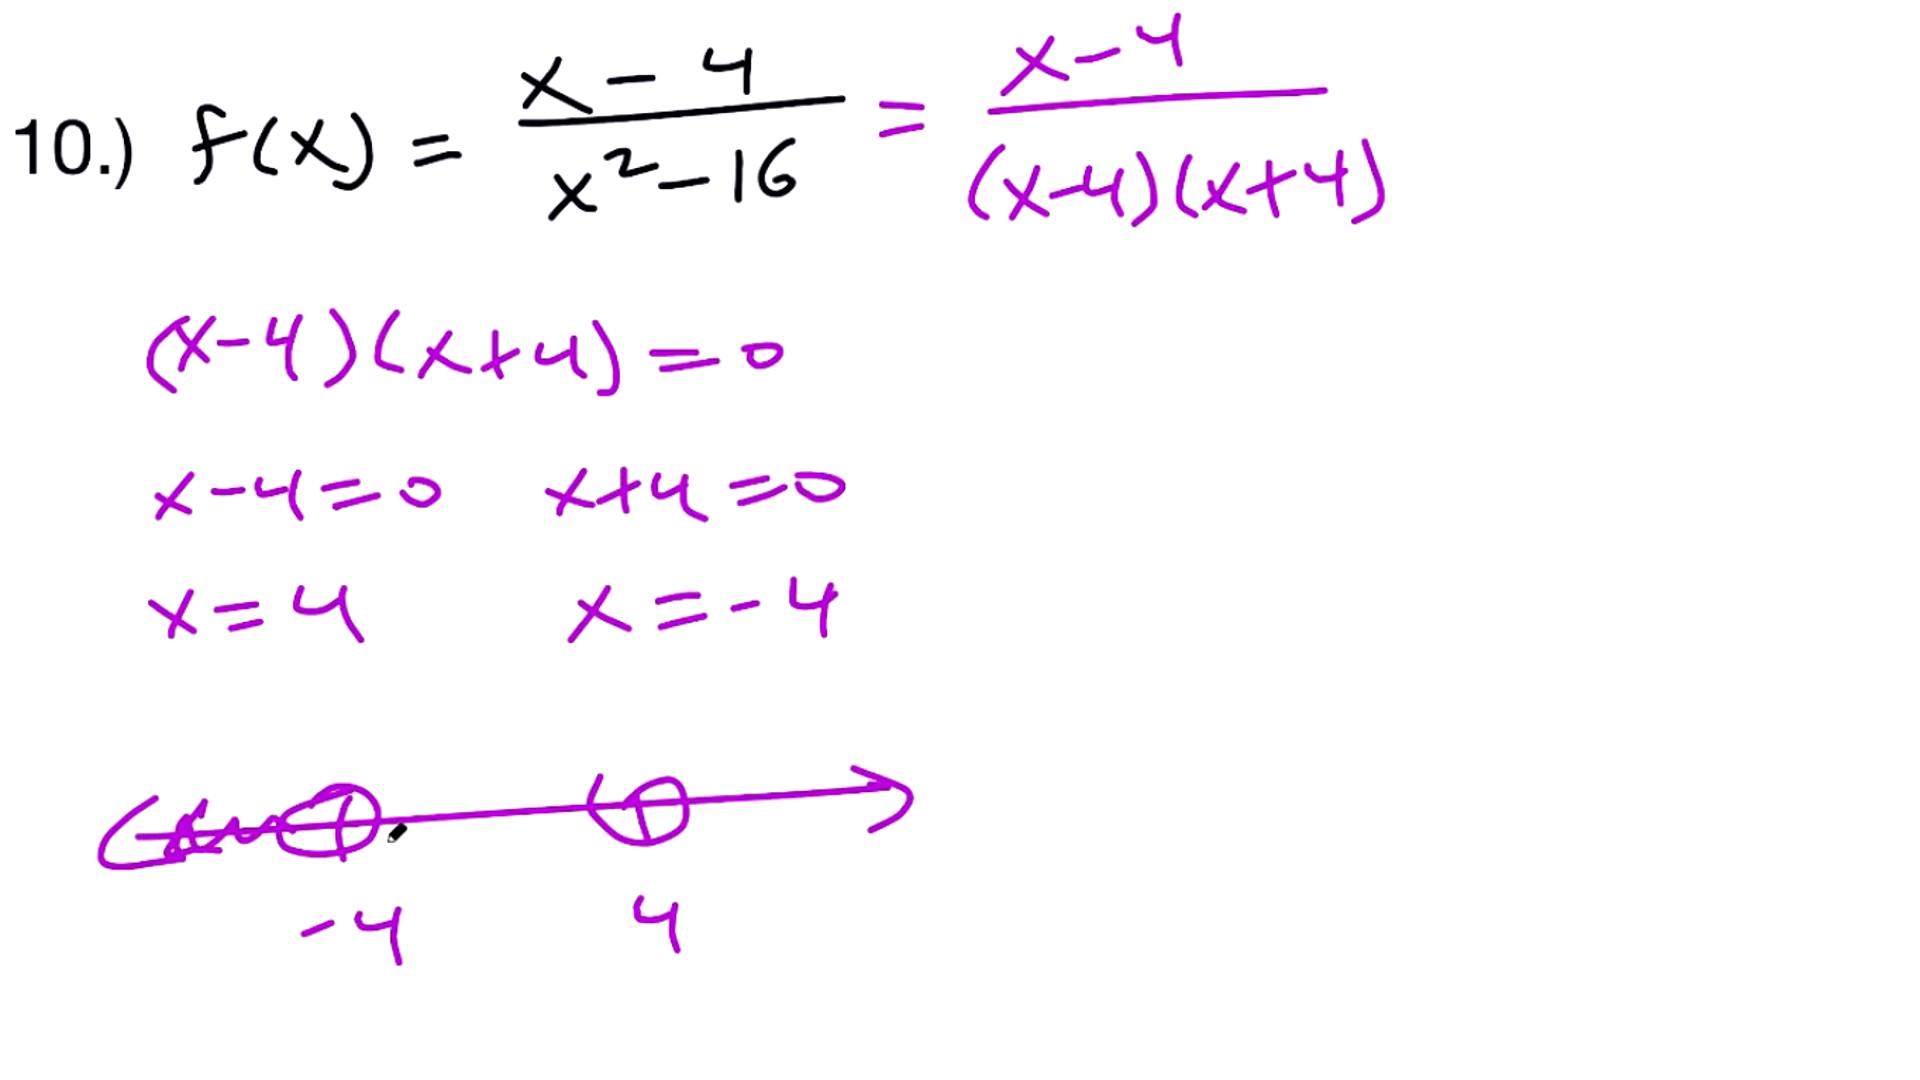 10.) f(x) = x - 4 / x² - 16 = x - 4 / (x-4)(x+4)
(x-4)(x+4) = 0
x - 4 = 0 x + 4 = 0
x = 4 x = -4
-4 4